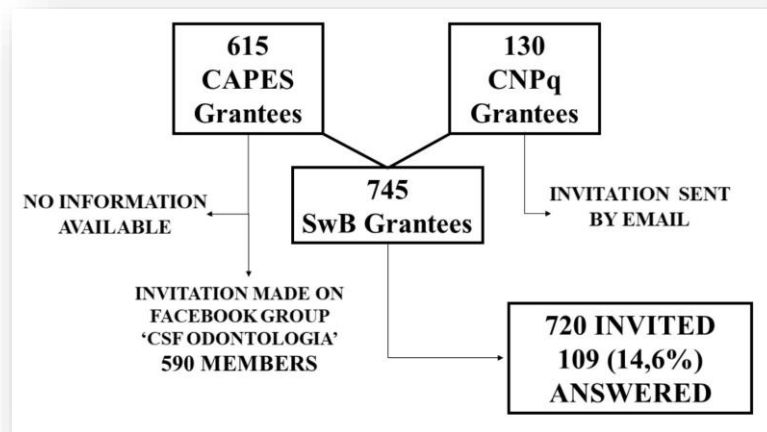 615
CAPES
Grantees
130
CNPq
Grantees
745
SwB Grantees
NO INFORMATION
AVAILABLE
INVITATION SENT
BY EMAIL
INVITATION MADE ON
FACEBOOK GROUP
‘CSF ODONTOLOGIA’
590 MEMBERS
720 INVITED
109 (14,6%)
ANSWERED